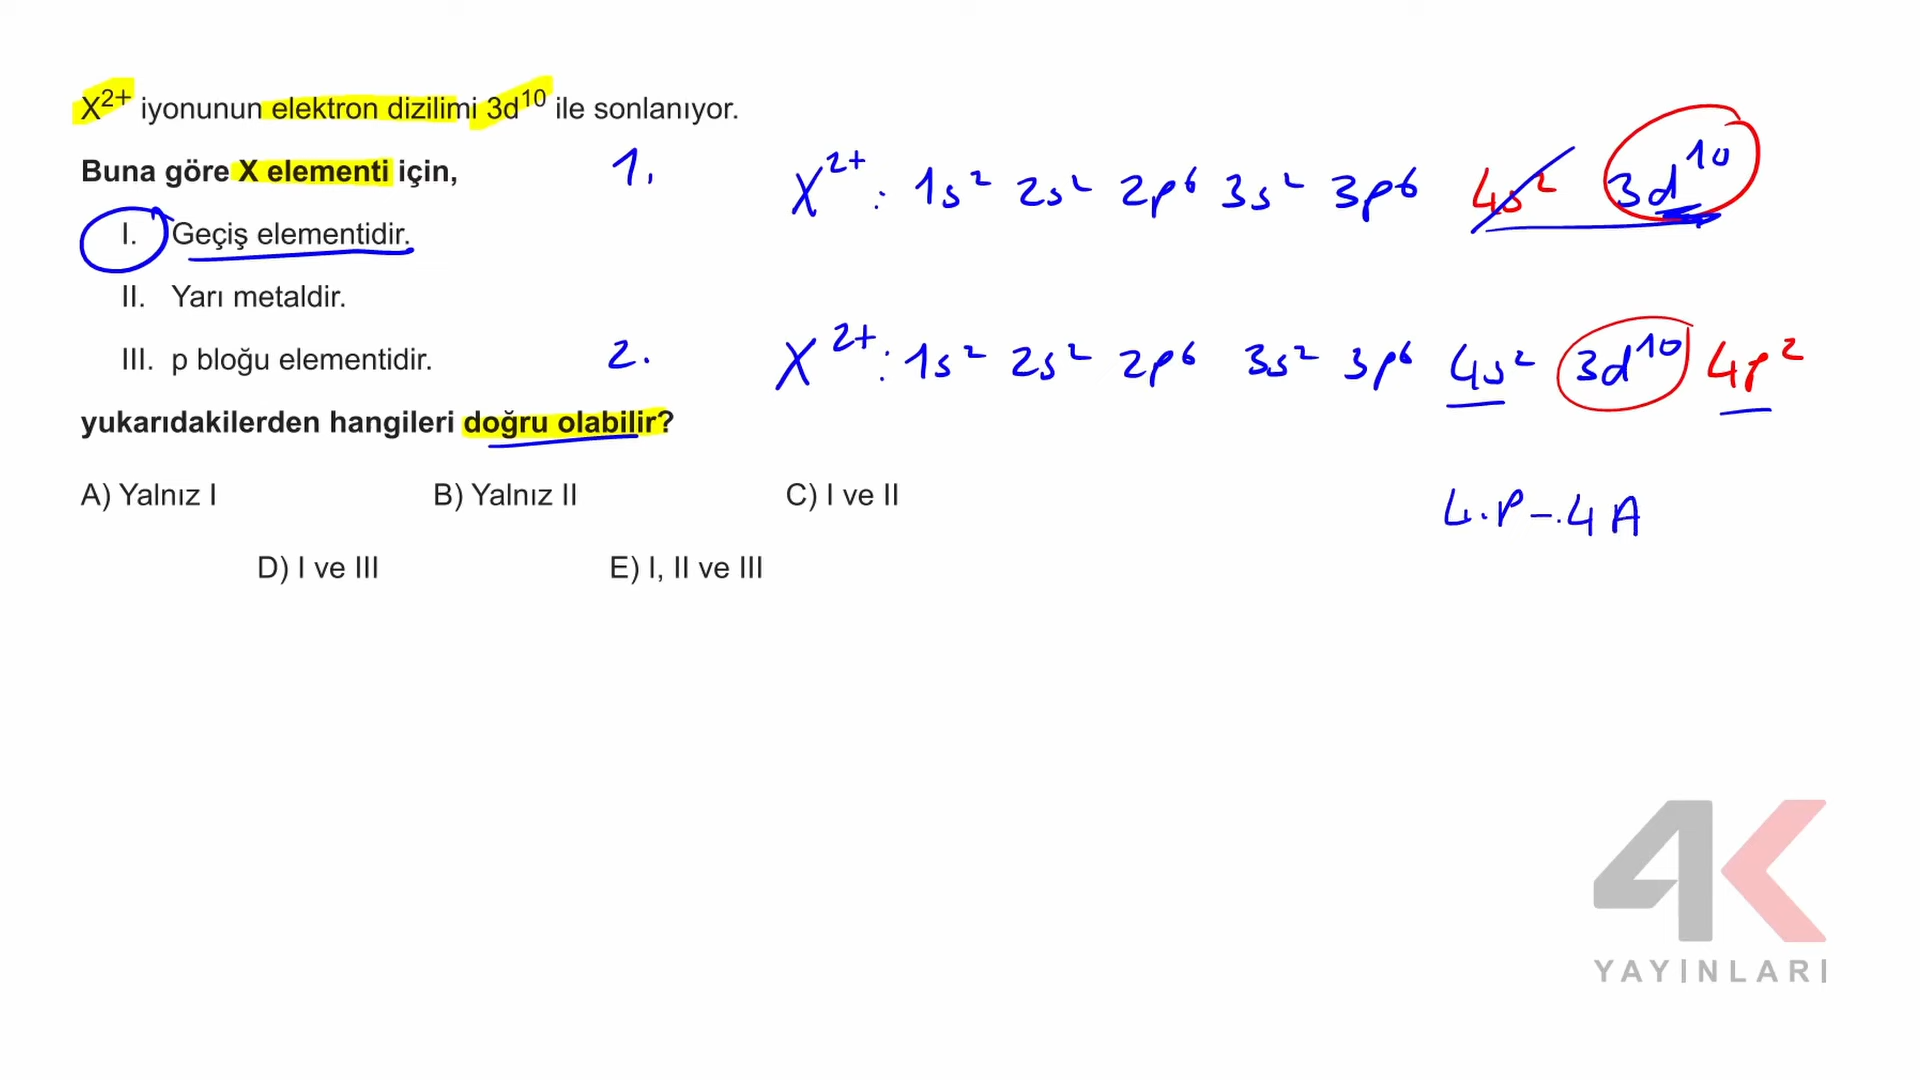 X²⁺ iyonunun elektron dizilimi 3d¹⁰ ile sonlanıyor.
Buna göre X elementi için,
I. Geçiş elementidir.
II. Yarı metaldir.
III. p bloğu elementidir.
yukarıdakilerden hangileri doğru olabilir?
A) Yalnız I B) Yalnız II C) I ve II
D) I ve III E) I, II ve III
1. X²⁺ : 1s² 2s² 2p⁶ 3s² 3p⁶ 4s² 3d¹⁰
2. X²⁺ : 1s² 2s² 2p⁶ 3s² 3p⁶ 4s² 3d¹⁰ 4p²
4.P - 4A
4K
YAYINLARI